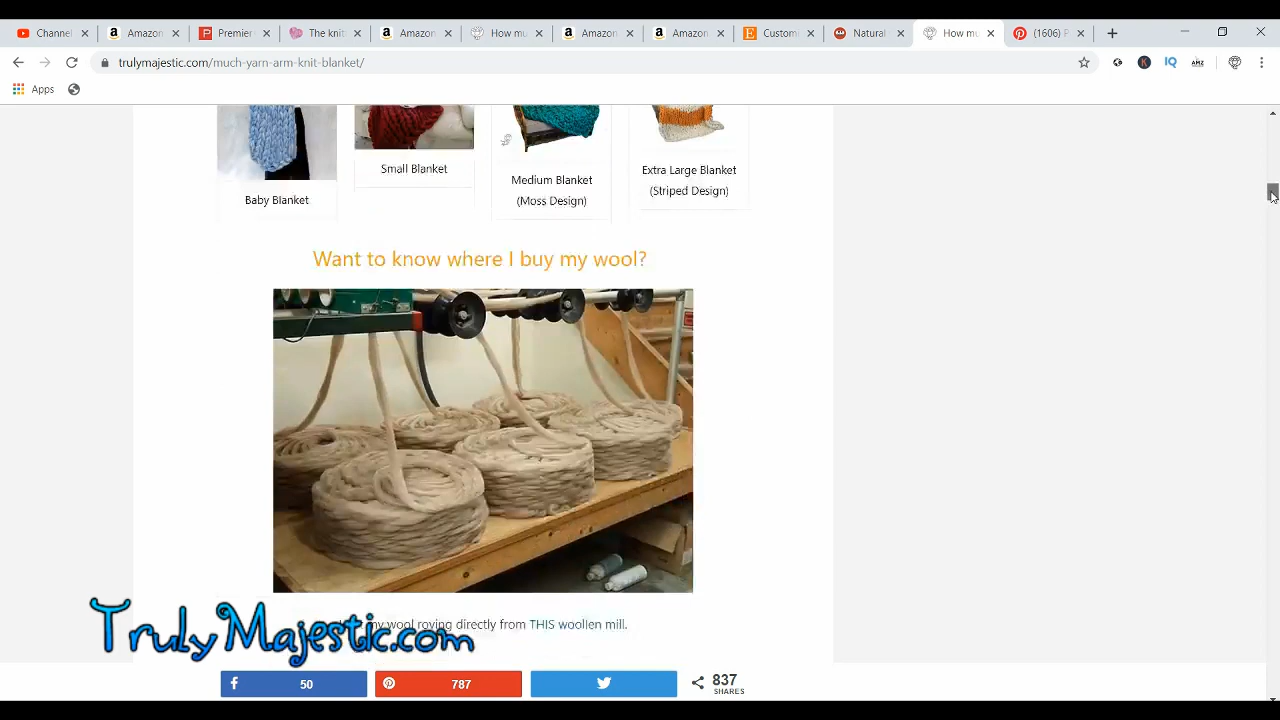 Channel
Amazon
Premier
The knit
Amazon
How mu
Amazon
Amazon
Custom
Natural
How mu
(1606) P
trulymajestic.com/much-yarn-arm-knit-blanket/
K
IQ
Apps
Baby Blanket
Small Blanket
Medium Blanket
(Moss Design)
Extra Large Blanket
(Striped Design)
Want to know where I buy my wool?
my wool roving directly from THIS woollen mill.
TrulyMajestic.com
50
787
837
SHARES